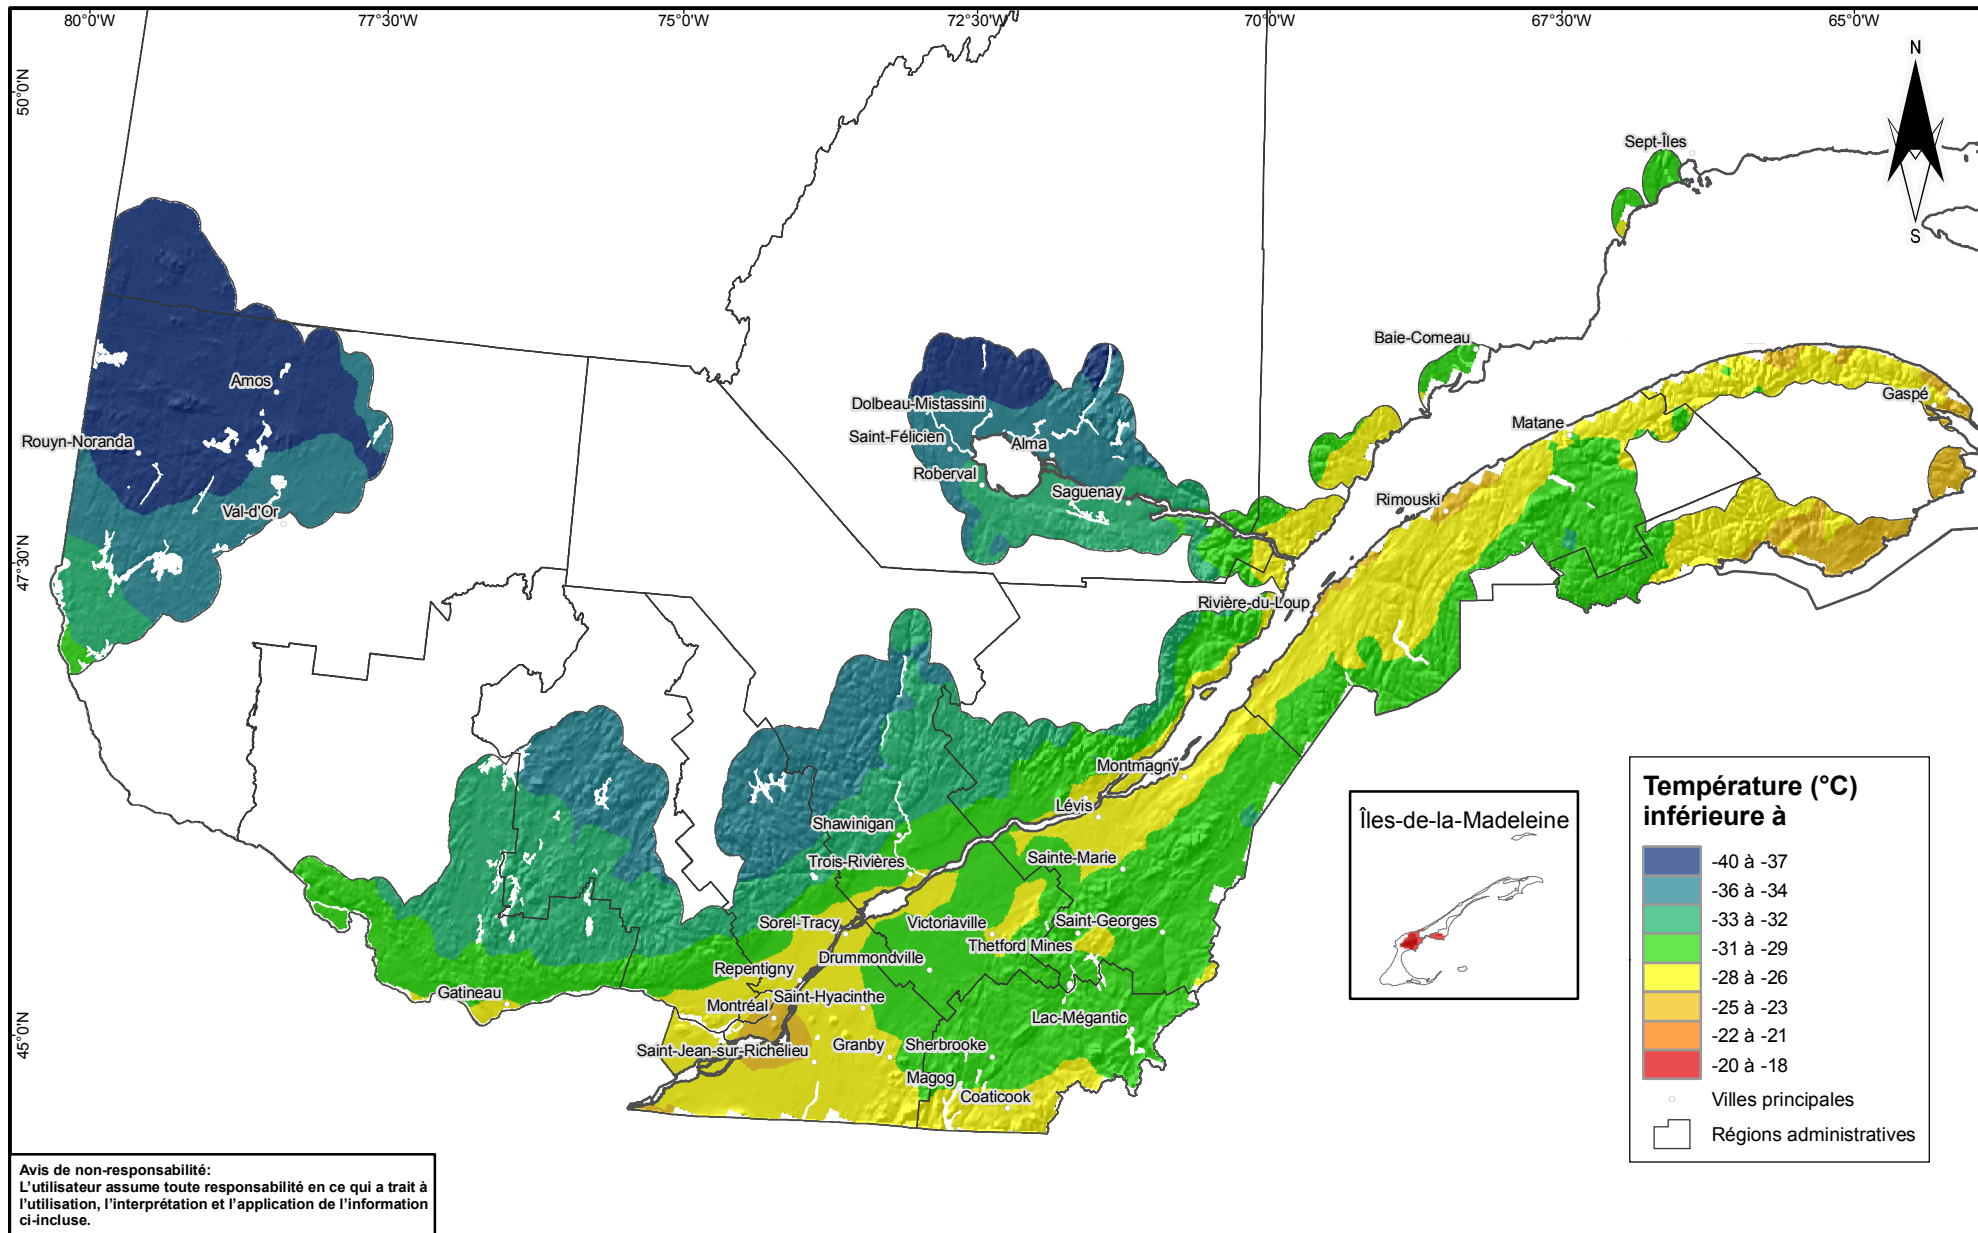 80°0'W 77°30'W 75°0'W 72°30'W 70°0'W 67°30'W 65°0'W
50°0'N
47°30'N
45°0'N
N
S
Sept-Îles
Baie-Comeau
Amos
Gaspé
Dolbeau-Mistassini
Matane
Saint-Félicien
Rouyn-Noranda
Alma
Roberval
Saguenay
Rimouski
Val-d'Or
Rivière-du-Loup
Montmagny
Lévis
Shawinigan
Sainte-Marie
Trois-Rivières
Sorel-Tracy
Victoriaville
Saint-Georges
Thetford Mines
Drummondville
Repentigny
Gatineau
Saint-Hyacinthe
Montréal
Lac-Mégantic
Granby
Sherbrooke
Saint-Jean-sur-Richelieu
Magog
Coaticook
Îles-de-la-Madeleine
Température (°C)
inférieure à
-40 à -37
-36 à -34
-33 à -32
-31 à -29
-28 à -26
-25 à -23
-22 à -21
-20 à -18
Villes principales
Régions administratives
Avis de non-responsabilité:
L'utilisateur assume toute responsabilité en ce qui a trait à
l'utilisation, l'interprétation et l'application de l'information
ci-incluse.